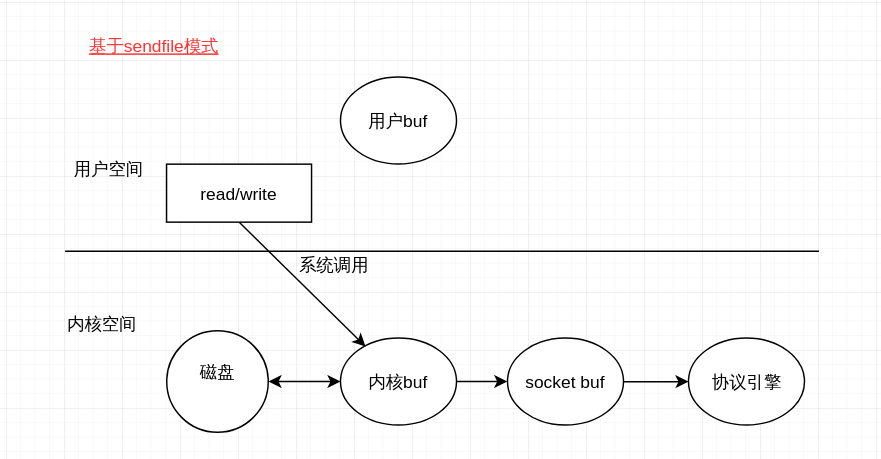 基于sendfile模式
用户buf
用户空间
read/write
系统调用
内核空间
磁盘
内核buf
socket buf
协议引擎